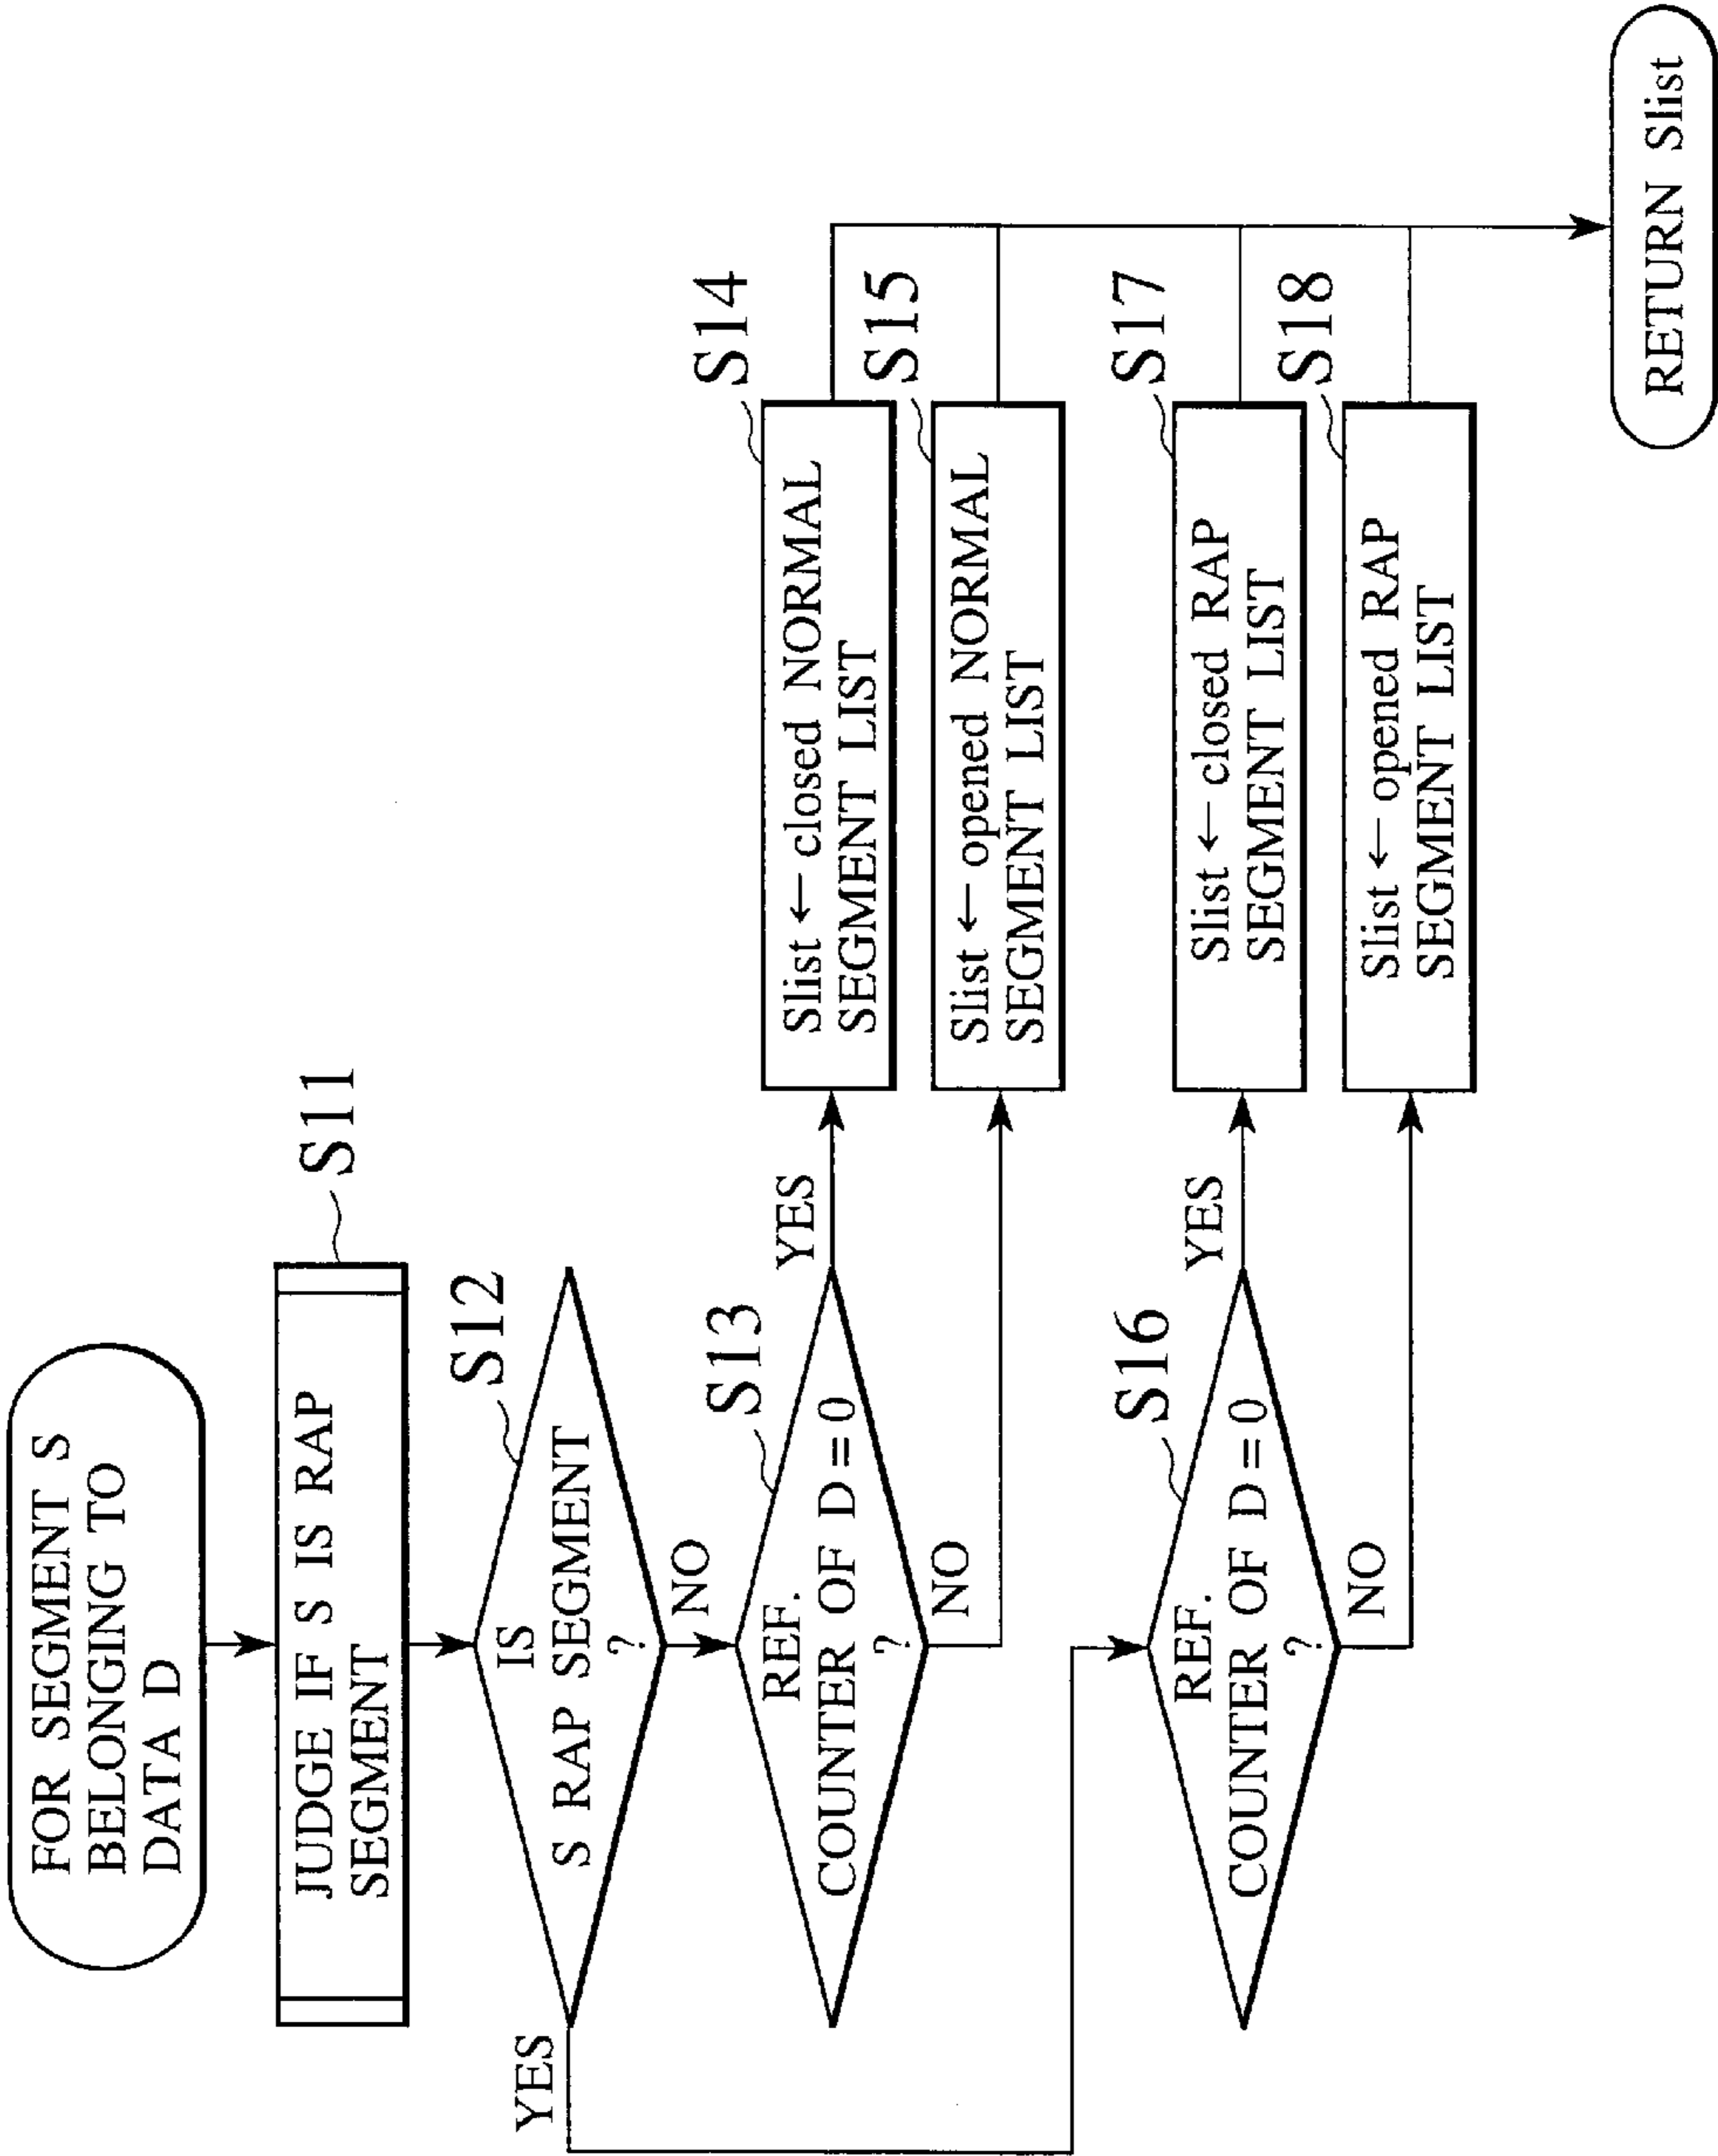 FOR SEGMENT S
BELONGING TO
DATA D
JUDGE IF S IS RAP
SEGMENT
S11
IS
S RAP SEGMENT
?
S12
YES
NO
REF.
COUNTER OF D = 0
?
S13
YES
NO
Slist ← closed NORMAL
SEGMENT LIST
S14
Slist ← opened NORMAL
SEGMENT LIST
S15
REF.
COUNTER OF D = 0
?
S16
YES
NO
Slist ← closed RAP
SEGMENT LIST
S17
Slist ← opened RAP
SEGMENT LIST
S18
RETURN Slist